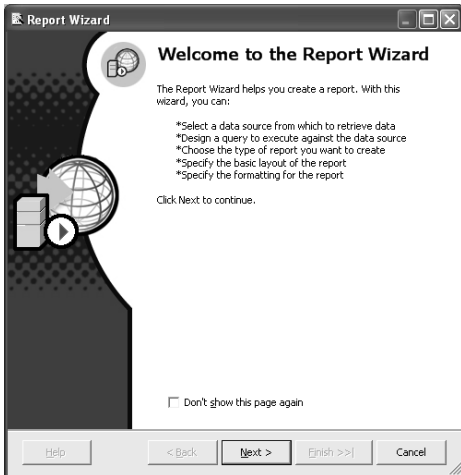 Report Wizard
Welcome to the Report Wizard
The Report Wizard helps you create a report. With this
wizard, you can:
*Select a data source from which to retrieve data
*Design a query to execute against the data source
*Choose the type of report you want to create
*Specify the basic layout of the report
*Specify the formatting for the report
Click Next to continue.
Don't show this page again
Help
< Back
Next >
Finish >>|
Cancel